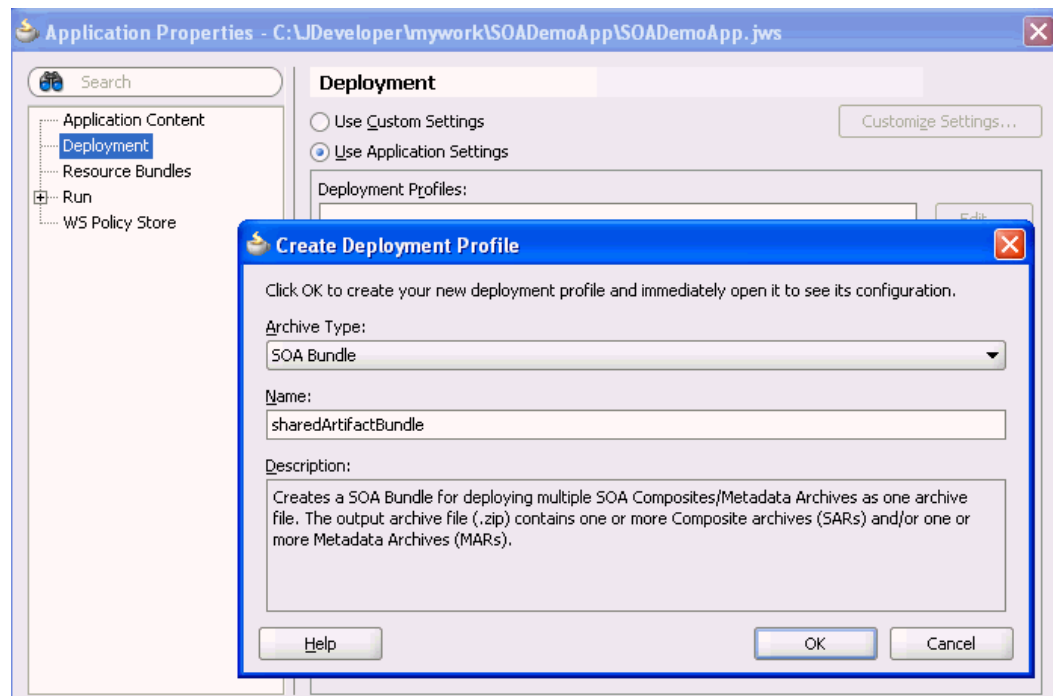 Application Properties - C:\JDeveloper\mywork\SOADemoApp\SOADemoApp.jws
Search
Application Content
Deployment
Resource Bundles
Run
WS Policy Store
Deployment
Use Custom Settings
Customize Settings...
Use Application Settings
Deployment Profiles:
Edit...
Create Deployment Profile
Click OK to create your new deployment profile and immediately open it to see its configuration.
Archive Type:
SOA Bundle
Name:
sharedArtifactBundle
Description:
Creates a SOA Bundle for deploying multiple SOA Composites/Metadata Archives as one archive
file. The output archive file (.zip) contains one or more Composite archives (SARs) and/or one or
more Metadata Archives (MARs).
Help
OK
Cancel